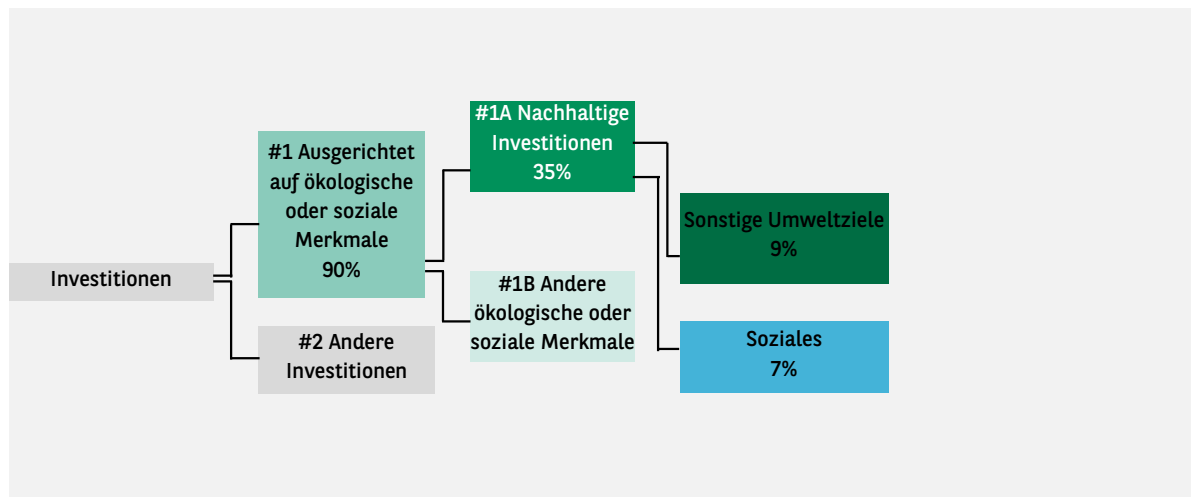 Investitionen
#1 Ausgerichtet
auf ökologische
oder soziale
Merkmale
90%
#2 Andere
Investitionen
#1A Nachhaltige
Investitionen
35%
#1B Andere
ökologische oder
soziale Merkmale
Sonstige Umweltziele
9%
Soziales
7%